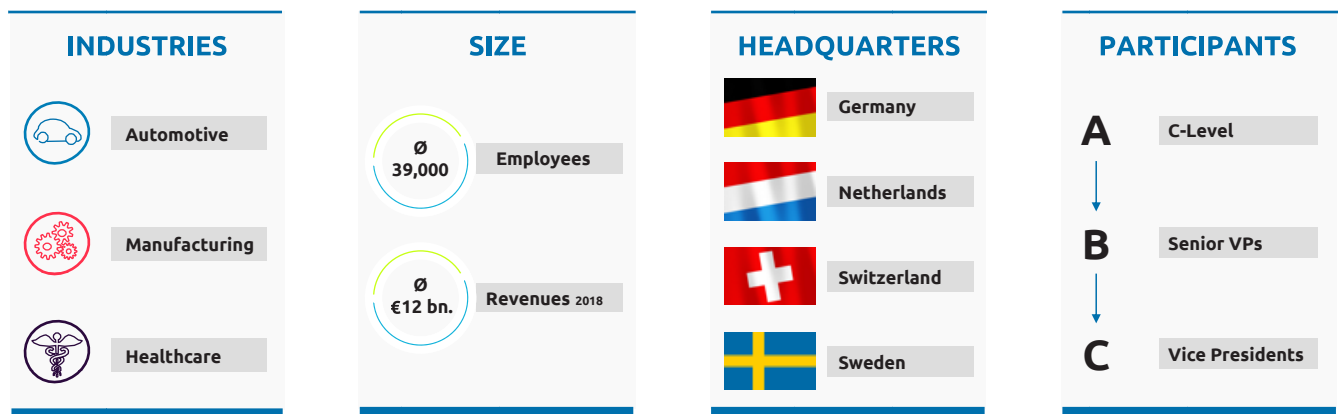 INDUSTRIES
Automotive
Manufacturing
Healthcare
SIZE
Ø
39,000
Employees
Ø
€12 bn.
Revenues 2018
HEADQUARTERS
Germany
Netherlands
Switzerland
Sweden
PARTICIPANTS
A
C-Level
B
Senior VPs
C
Vice Presidents